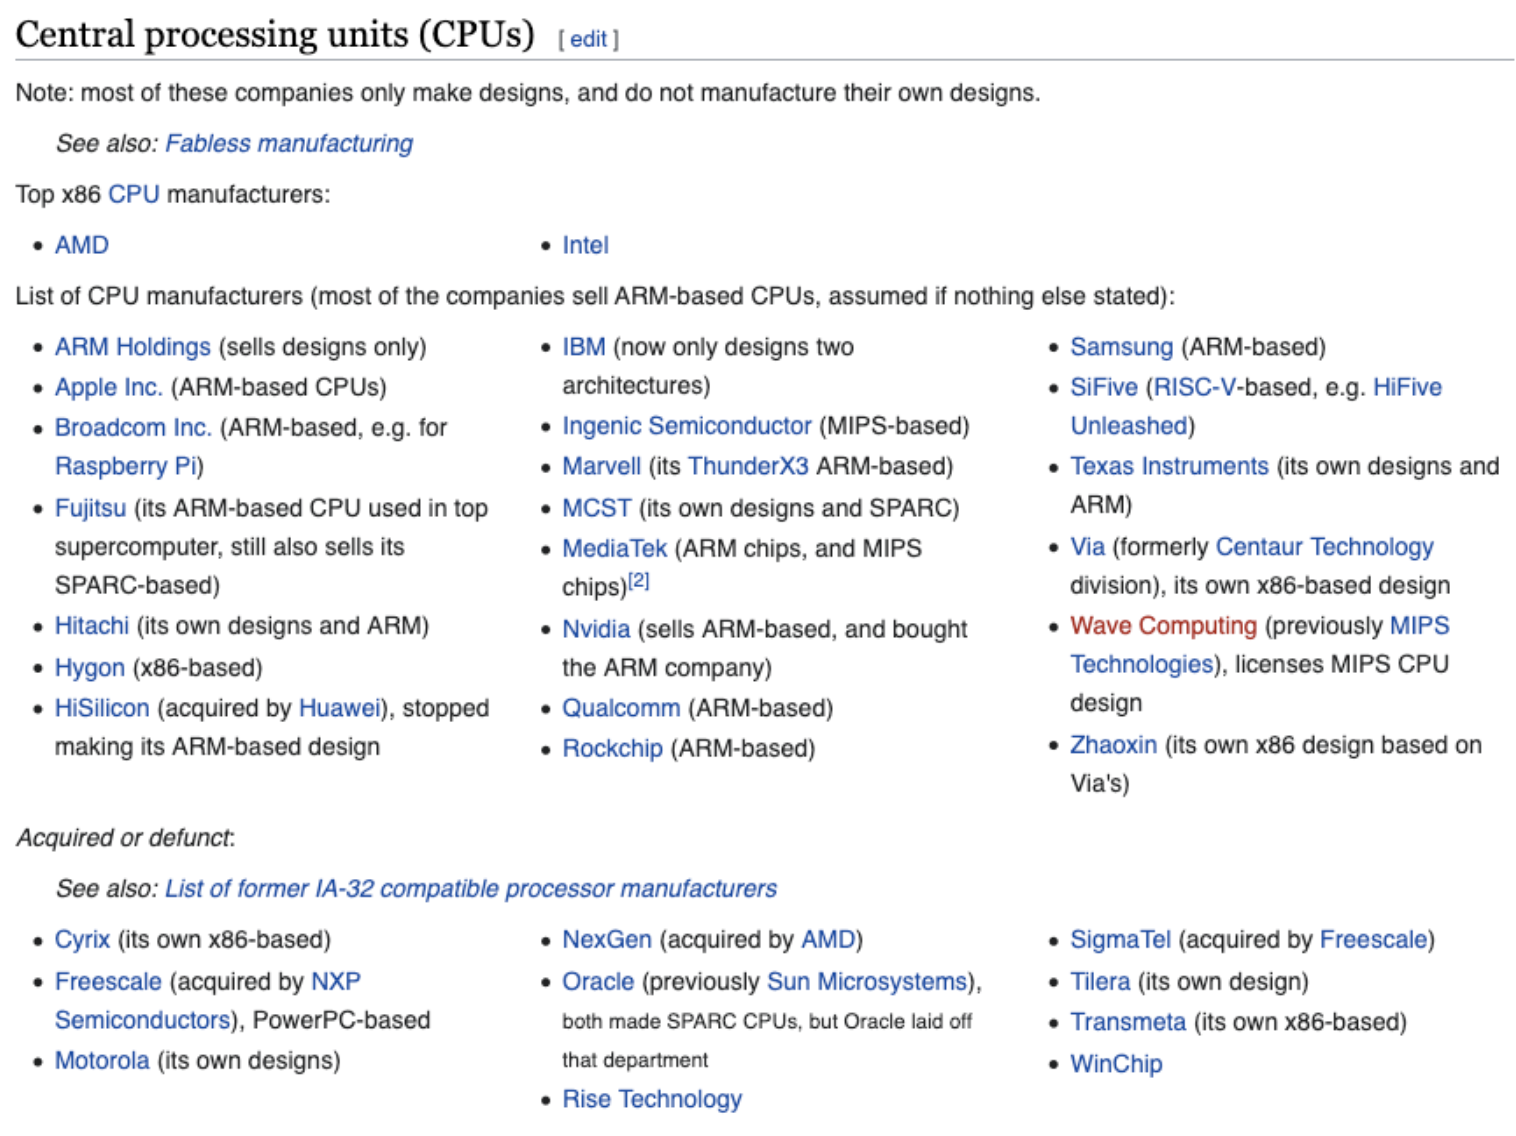 Central processing units (CPUs) [ edit ]
Note: most of these companies only make designs, and do not manufacture their own designs.
See also: Fabless manufacturing
Top x86 CPU manufacturers:
• AMD
• Intel
List of CPU manufacturers (most of the companies sell ARM-based CPUs, assumed if nothing else stated):
• ARM Holdings (sells designs only)
• Apple Inc. (ARM-based CPUs)
• Broadcom Inc. (ARM-based, e.g. for
Raspberry Pi)
• Fujitsu (its ARM-based CPU used in top
supercomputer, still also sells its
SPARC-based)
• Hitachi (its own designs and ARM)
• Hygon (x86-based)
• HiSilicon (acquired by Huawei), stopped
making its ARM-based design
• IBM (now only designs two
architectures)
• Ingenic Semiconductor (MIPS-based)
• Marvell (its ThunderX3 ARM-based)
• MCST (its own designs and SPARC)
• MediaTek (ARM chips, and MIPS
chips)[2]
• Nvidia (sells ARM-based, and bought
the ARM company)
• Qualcomm (ARM-based)
• Rockchip (ARM-based)
• Samsung (ARM-based)
• SiFive (RISC-V-based, e.g. HiFive
Unleashed)
• Texas Instruments (its own designs and
ARM)
• Via (formerly Centaur Technology
division), its own x86-based design
• Wave Computing (previously MIPS
Technologies), licenses MIPS CPU
design
• Zhaoxin (its own x86 design based on
Via's)
Acquired or defunct:
See also: List of former IA-32 compatible processor manufacturers
• Cyrix (its own x86-based)
• Freescale (acquired by NXP
Semiconductors), PowerPC-based
• Motorola (its own designs)
• NexGen (acquired by AMD)
• Oracle (previously Sun Microsystems),
both made SPARC CPUs, but Oracle laid off
that department
• Rise Technology
• SigmaTel (acquired by Freescale)
• Tilera (its own design)
• Transmeta (its own x86-based)
• WinChip